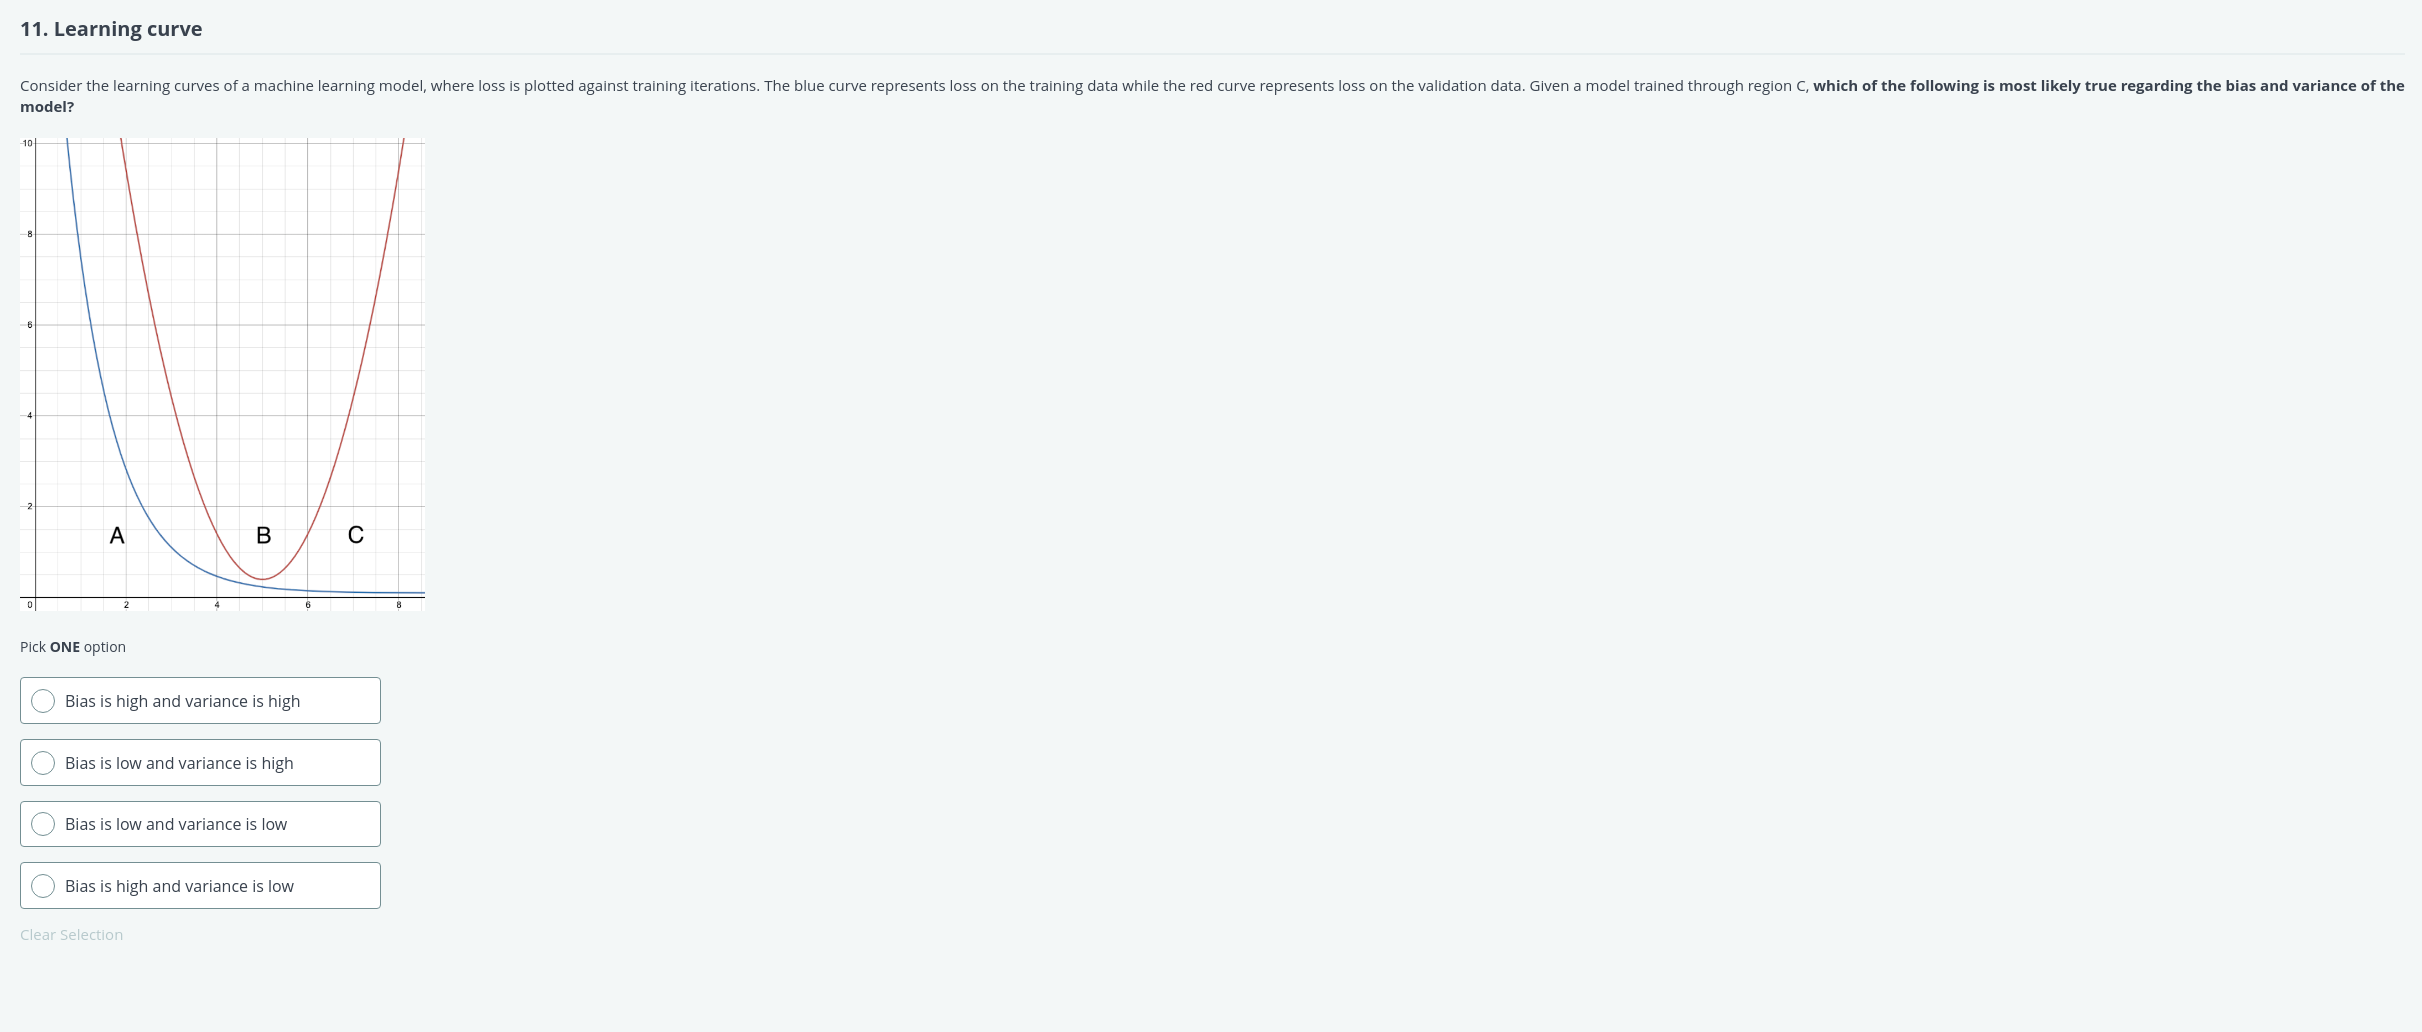 11. Learning curve
Consider the learning curves of a machine learning model, where loss is plotted against training iterations. The blue curve represents loss on the training data while the red curve represents loss on the validation data. Given a model trained through region C, which of the following is most likely true regarding the bias and variance of the
model?
10
8
6
4
2
A B C
0 2 4 6 8
Pick ONE option
Bias is high and variance is high
Bias is low and variance is high
Bias is low and variance is low
Bias is high and variance is low
Clear Selection